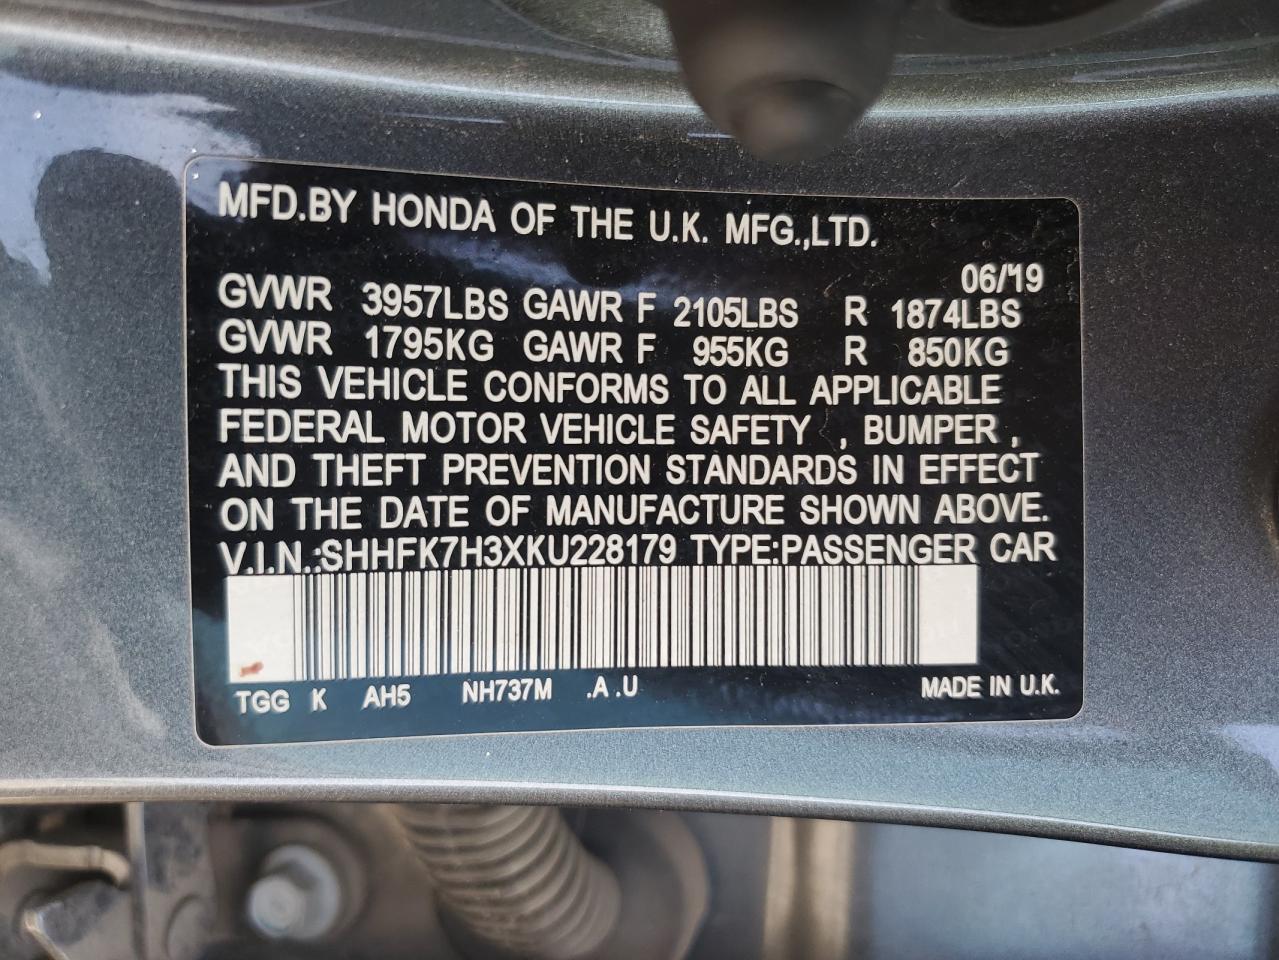 MFD.BY HONDA OF THE U.K. MFG.,LTD.
06/'19
GVWR 3957LBS GAWR F 2105LBS R 1874LBS
GVWR 1795KG GAWR F 955KG R 850KG
THIS VEHICLE CONFORMS TO ALL APPLICABLE
FEDERAL MOTOR VEHICLE SAFETY , BUMPER ,
AND THEFT PREVENTION STANDARDS IN EFFECT
ON THE DATE OF MANUFACTURE SHOWN ABOVE.
V.I.N.:SHHFK7H3XKU228179 TYPE:PASSENGER CAR
TGG K AH5 NH737M .A .U MADE IN U.K.